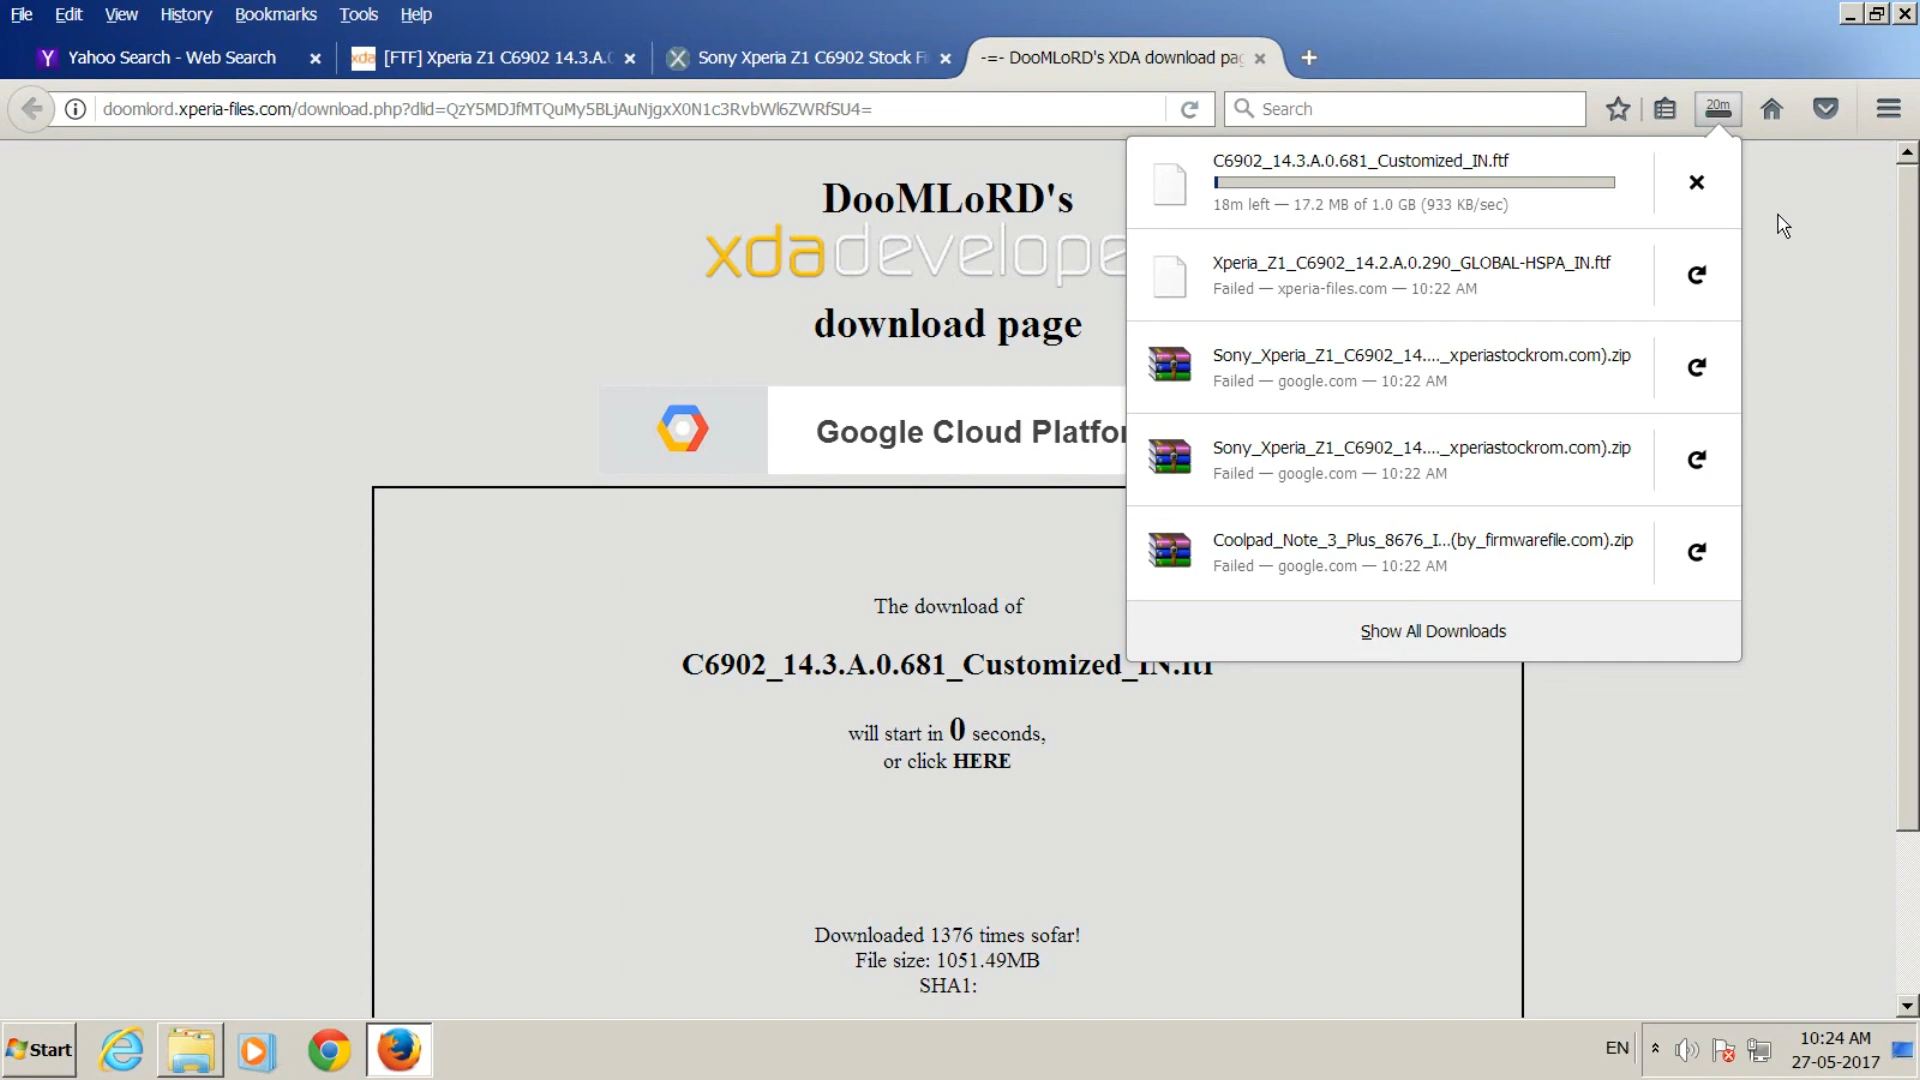 File Edit View History Bookmarks Tools Help
Yahoo Search - Web Search
[FTF] Xperia Z1 C6902 14.3.A.
Sony Xperia Z1 C6902 Stock Fi
-=- DooMLoRD's XDA download pag
doomlord.xperia-files.com/download.php?dlid=QzY5MDJfMTQuMy5BLjAuNjgxX0N1c3RvbWl6ZWRfSU4=
Search
20m
DooMLoRD's
xdadevelope
download page
Google Cloud Platfor
The download of
C6902_14.3.A.0.681_Customized_IN.ftf
will start in 0 seconds,
or click HERE
Downloaded 1376 times sofar!
File size: 1051.49MB
SHA1:
C6902_14.3.A.0.681_Customized_IN.ftf
18m left — 17.2 MB of 1.0 GB (933 KB/sec)
Xperia_Z1_C6902_14.2.A.0.290_GLOBAL-HSPA_IN.ftf
Failed — xperia-files.com — 10:22 AM
Sony_Xperia_Z1_C6902_14...._xperiastockrom.com).zip
Failed — google.com — 10:22 AM
Sony_Xperia_Z1_C6902_14...._xperiastockrom.com).zip
Failed — google.com — 10:22 AM
Coolpad_Note_3_Plus_8676_I...(by_firmwarefile.com).zip
Failed — google.com — 10:22 AM
Show All Downloads
Start
EN
10:24 AM
27-05-2017